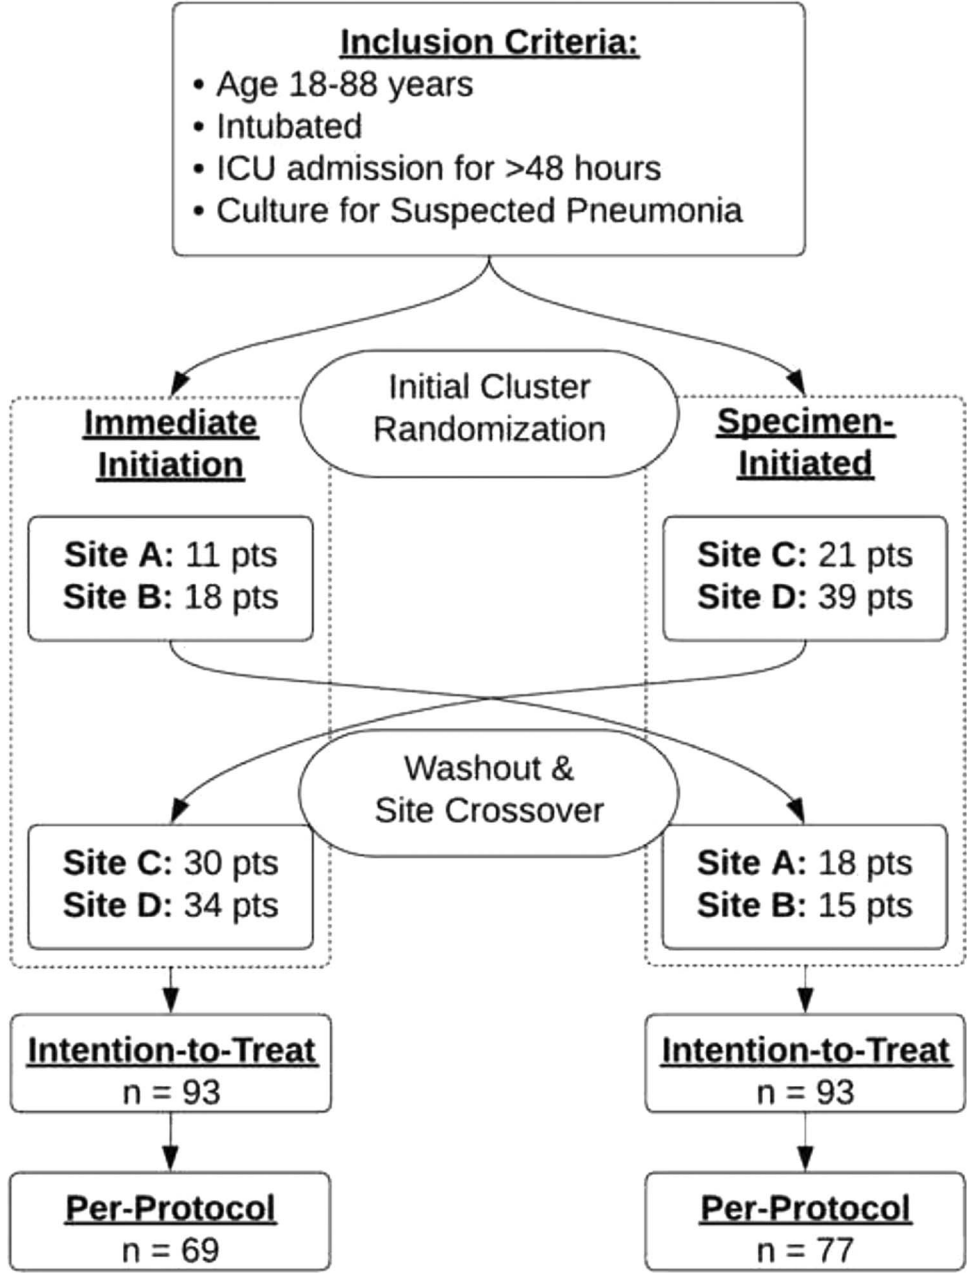 Inclusion Criteria:
• Age 18-88 years
• Intubated
• ICU admission for >48 hours
• Culture for Suspected Pneumonia
Initial Cluster
Randomization
Immediate
Initiation
Specimen-
Initiated
Site A: 11 pts
Site B: 18 pts
Site C: 21 pts
Site D: 39 pts
Washout &
Site Crossover
Site C: 30 pts
Site D: 34 pts
Site A: 18 pts
Site B: 15 pts
Intention-to-Treat
n = 93
Intention-to-Treat
n = 93
Per-Protocol
n = 69
Per-Protocol
n = 77